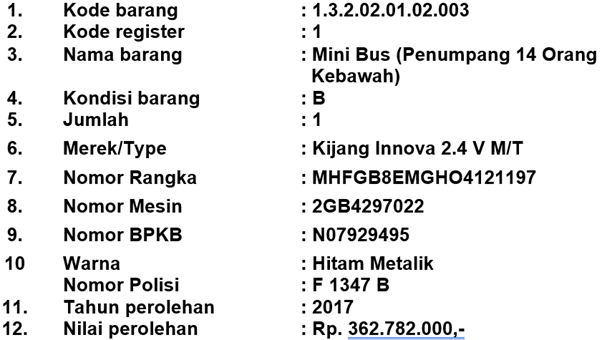 1. Kode barang : 1.3.2.02.01.02.003
2. Kode register : 1
3. Nama barang : Mini Bus (Penumpang 14 Orang
Kebawah)
4. Kondisi barang : B
5. Jumlah : 1
6. Merek/Type : Kijang Innova 2.4 V M/T
7. Nomor Rangka : MHFGB8EMGHO4121197
8. Nomor Mesin : 2GB4297022
9. Nomor BPKB : N07929495
10 Warna : Hitam Metalik
Nomor Polisi : F 1347 B
11. Tahun perolehan : 2017
12. Nilai perolehan : Rp. 362.782.000,-